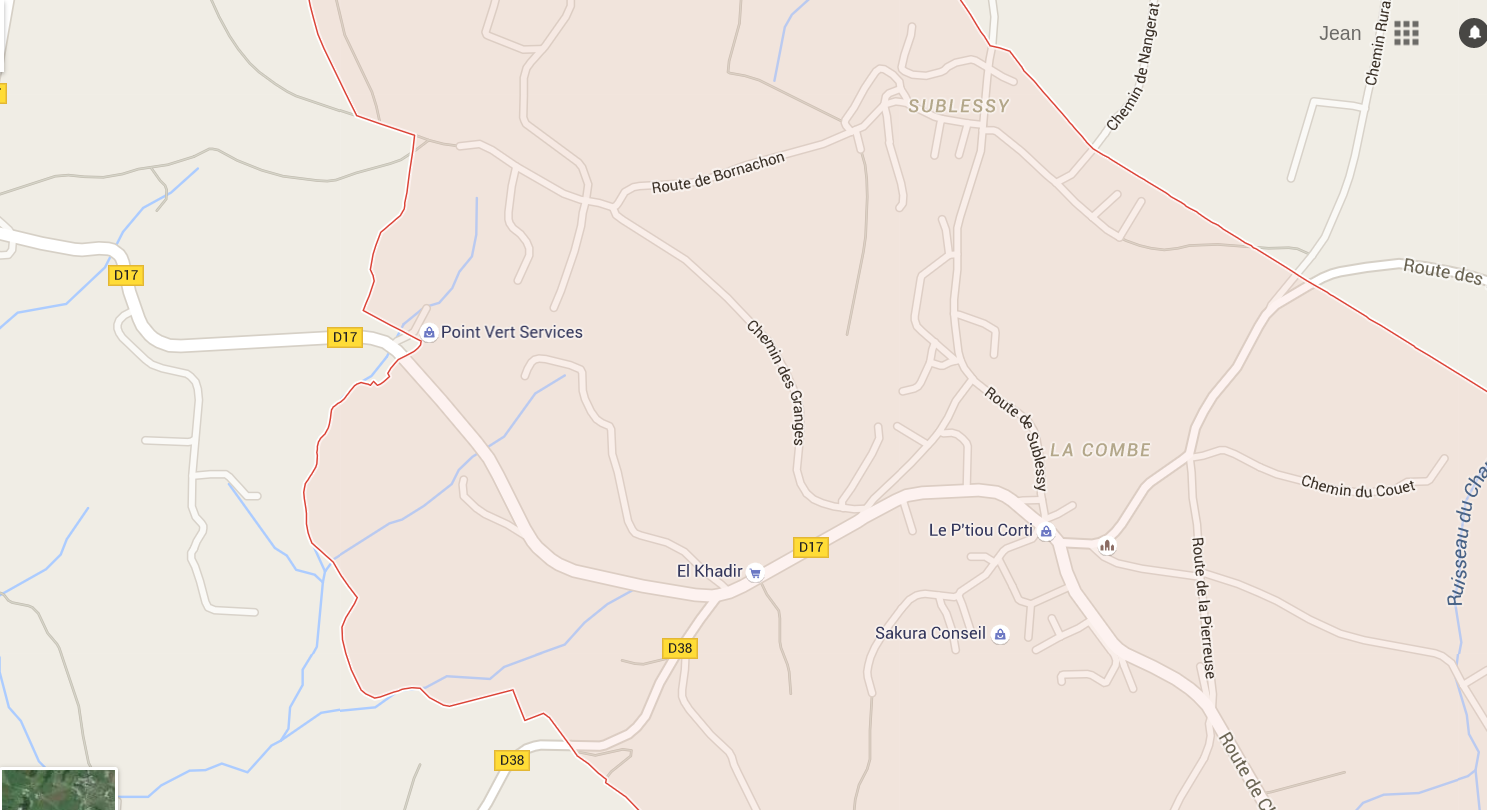 Jean
Chemin de Nangerat
Chemin Rura
SUBLESSY
Route de Bornachon
D17
Route des
D17
Point Vert Services
Chemin des Granges
Route de Sublessy
LA COMBE
Chemin du Couet
Ruisseau du Cha
Le P'tiou Corti
D17
El Khadir
Route de la Pierreuse
Sakura Conseil
D38
D38
Route de C